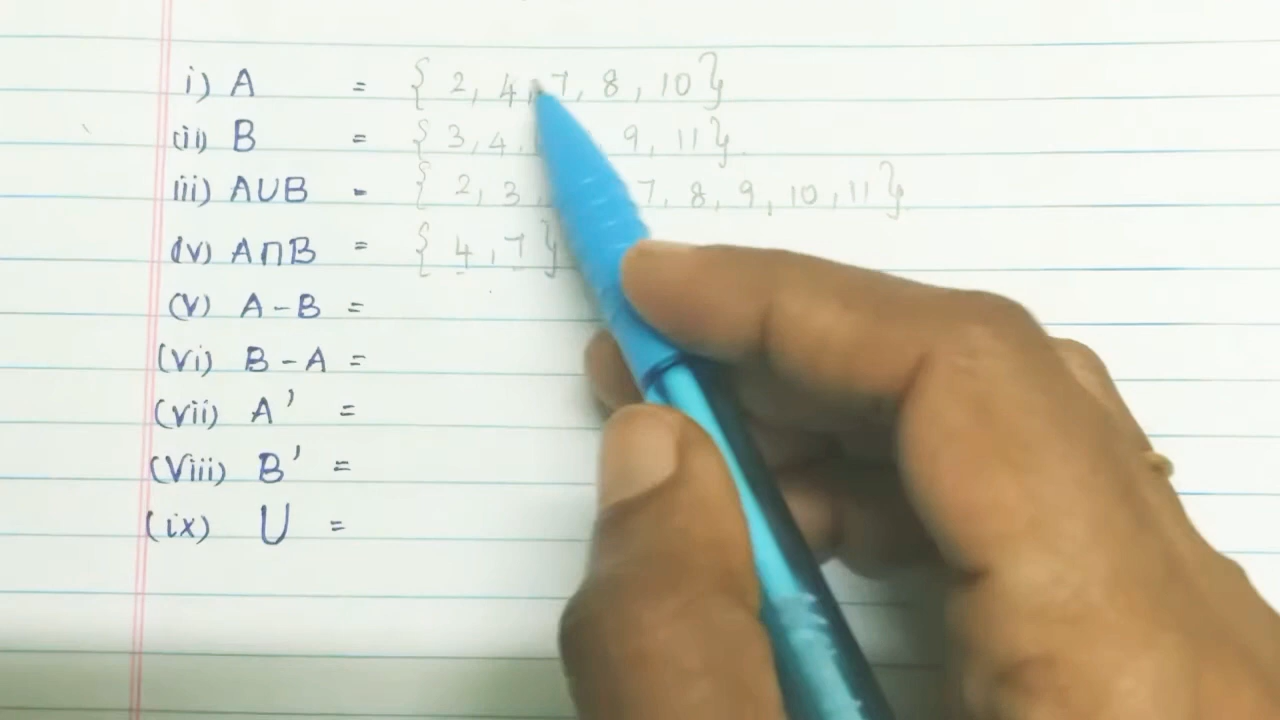 i) A = { 2, 4, 7, 8, 10 }
(ii) B = { 3, 4, 9, 11 }
iii) A∪B = { 2, 3, 7, 8, 9, 10, 11 }
(iv) A∩B = { 4, 7 }
(v) A - B =
(vi) B - A =
(vii) A' =
(viii) B' =
(ix) U =